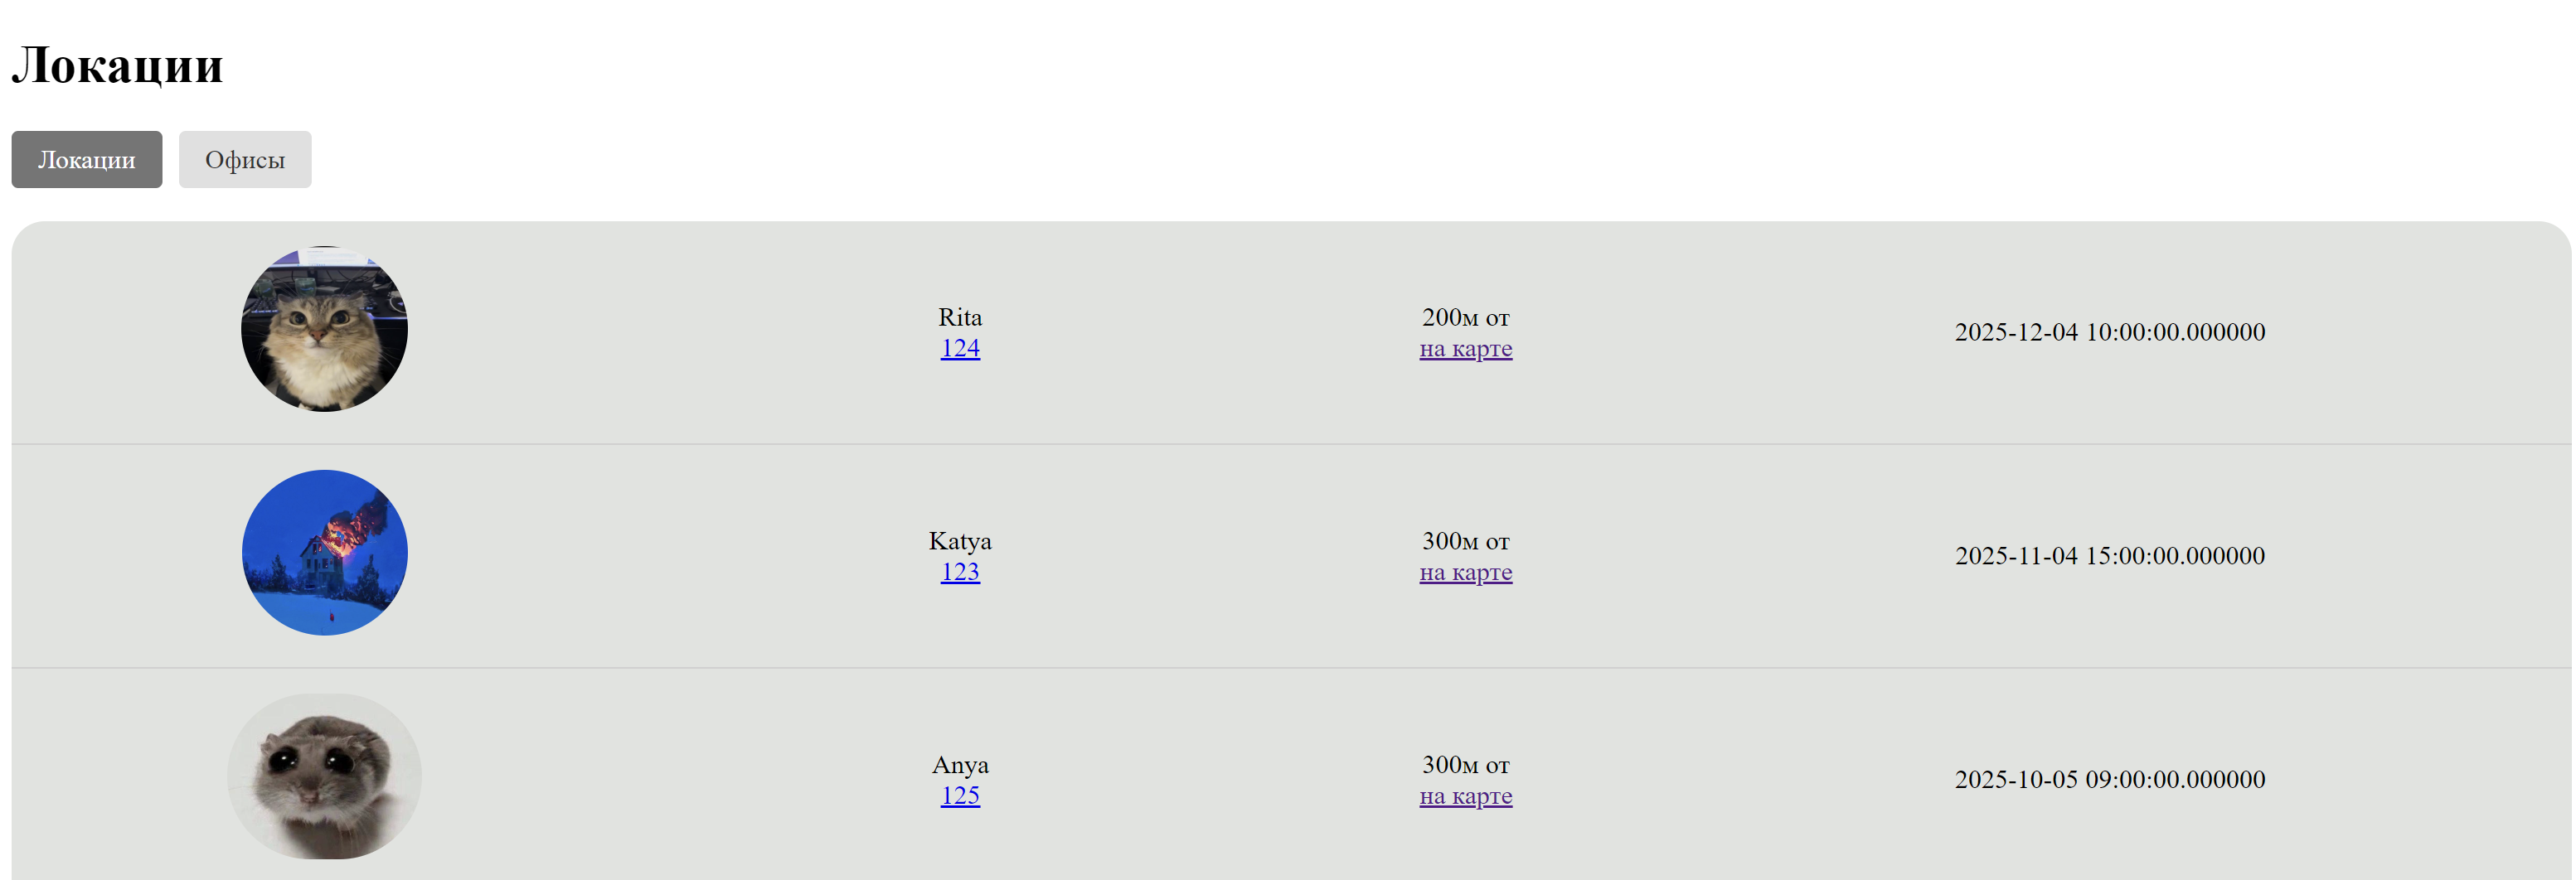 Локации
Локации
Офисы
Rita
124
200м от
на карте
2025-12-04 10:00:00.000000
Katya
123
300м от
на карте
2025-11-04 15:00:00.000000
Anya
125
300м от
на карте
2025-10-05 09:00:00.000000